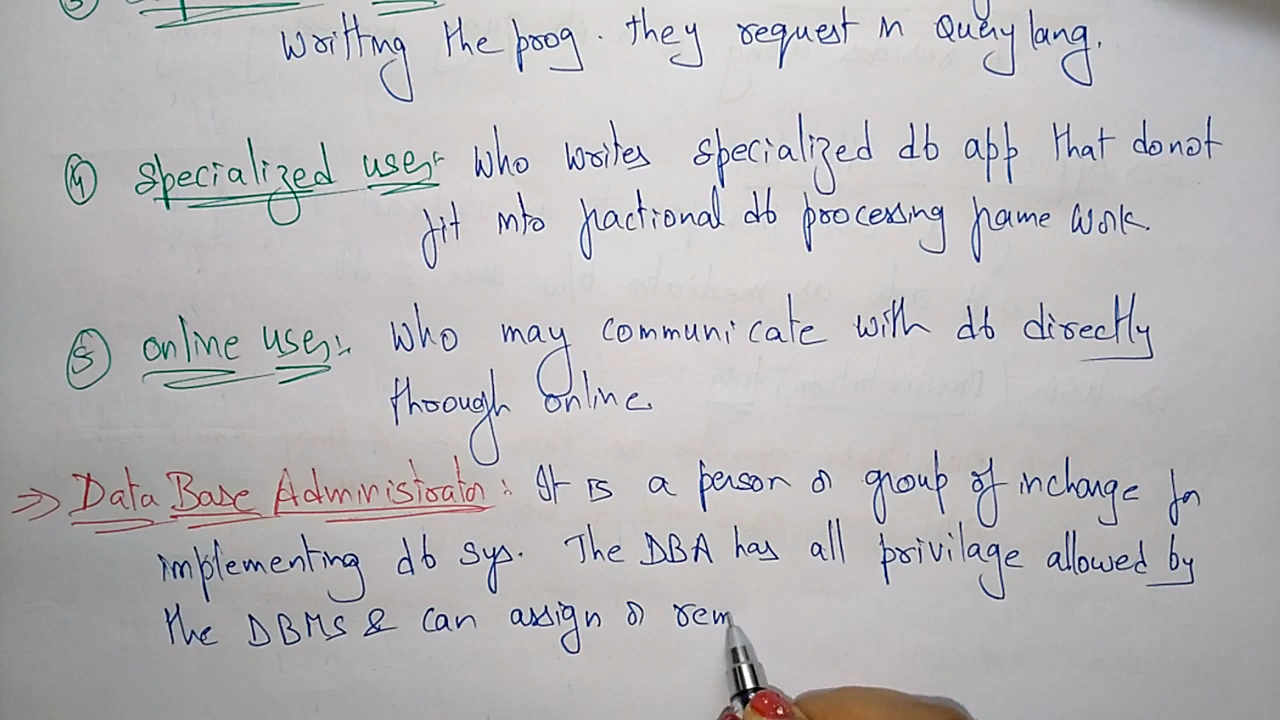 writting the prog. they request in Query lang.
④ specialized user:- who writes specialized db app that donot
fit into fractional db processing frame work.
⑤ online user:- who may communicate with db directly
through online.
=> Data Base Administrator: It is a person or group of incharge for
implementing db sys. The DBA has all privilage allowed by
the DBMS & can assign or rem